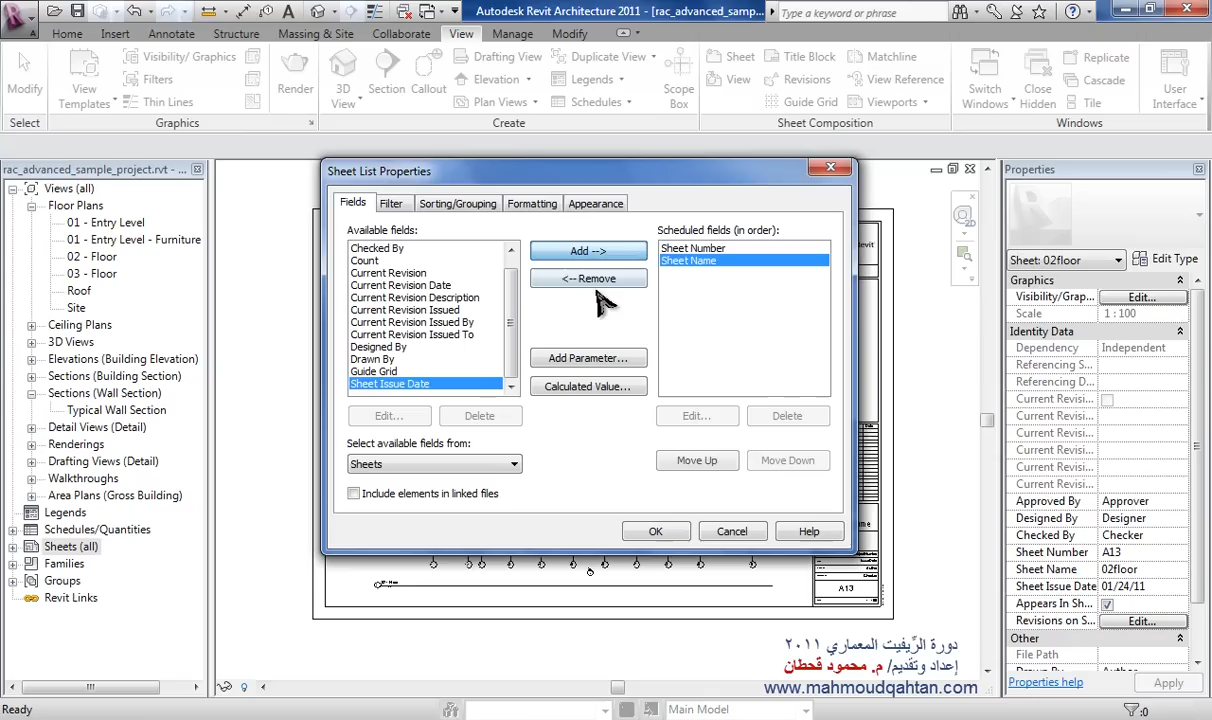 Autodesk Revit Architecture 2011 - [rac_advanced_samp...
Type a keyword or phrase
Home Insert Annotate Structure Massing & Site Collaborate View Manage Modify
Modify
View Templates
Visibility/ Graphics
Filters
Thin Lines
Render
3D View
Section
Callout
Drafting View
Elevation
Plan Views
Duplicate View
Legends
Schedules
Scope Box
Sheet
View
Title Block
Revisions
Guide Grid
Matchline
View Reference
Viewports
Switch Windows
Close Hidden
Replicate
Cascade
Tile
User Interface
Select Graphics Create Sheet Composition Windows
rac_advanced_sample_project.rvt - ...
Views (all)
Floor Plans
01 - Entry Level
01 - Entry Level - Furniture
02 - Floor
03 - Floor
Roof
Site
Ceiling Plans
3D Views
Elevations (Building Elevation)
Sections (Building Section)
Sections (Wall Section)
Typical Wall Section
Detail Views (Detail)
Renderings
Drafting Views (Detail)
Walkthroughs
Area Plans (Gross Building)
Legends
Schedules/Quantities
Sheets (all)
Families
Groups
Revit Links
Sheet List Properties
Fields Filter Sorting/Grouping Formatting Appearance
Available fields:
Checked By
Count
Current Revision
Current Revision Date
Current Revision Description
Current Revision Issued
Current Revision Issued By
Current Revision Issued To
Designed By
Drawn By
Guide Grid
Sheet Issue Date
Add -->
<-- Remove
Add Parameter...
Calculated Value...
Scheduled fields (in order):
Sheet Number
Sheet Name
Edit... Delete
Edit... Delete
Select available fields from:
Sheets
Move Up Move Down
Include elements in linked files
OK Cancel Help
A13
Properties
Sheet: 02floor Edit Type
Graphics
Visibility/Grap... Edit...
Scale 1 : 100
Identity Data
Dependency Independent
Referencing S...
Referencing D...
Current Revisi...
Current Revisi...
Current Revisi...
Current Revisi...
Current Revisi...
Approved By Approver
Designed By Designer
Checked By Checker
Sheet Number A13
Sheet Name 02floor
Sheet Issue Date 01/24/11
Appears In Sh...
Revisions on S... Edit...
Other
File Path
Drawn By Author
Properties help Apply
دورة الرِّيفيت المعماري ٢٠١١
إعداد وتقديم/ م. محمود قحطان
www.mahmoudqahtan.com
Ready
Main Model
:0